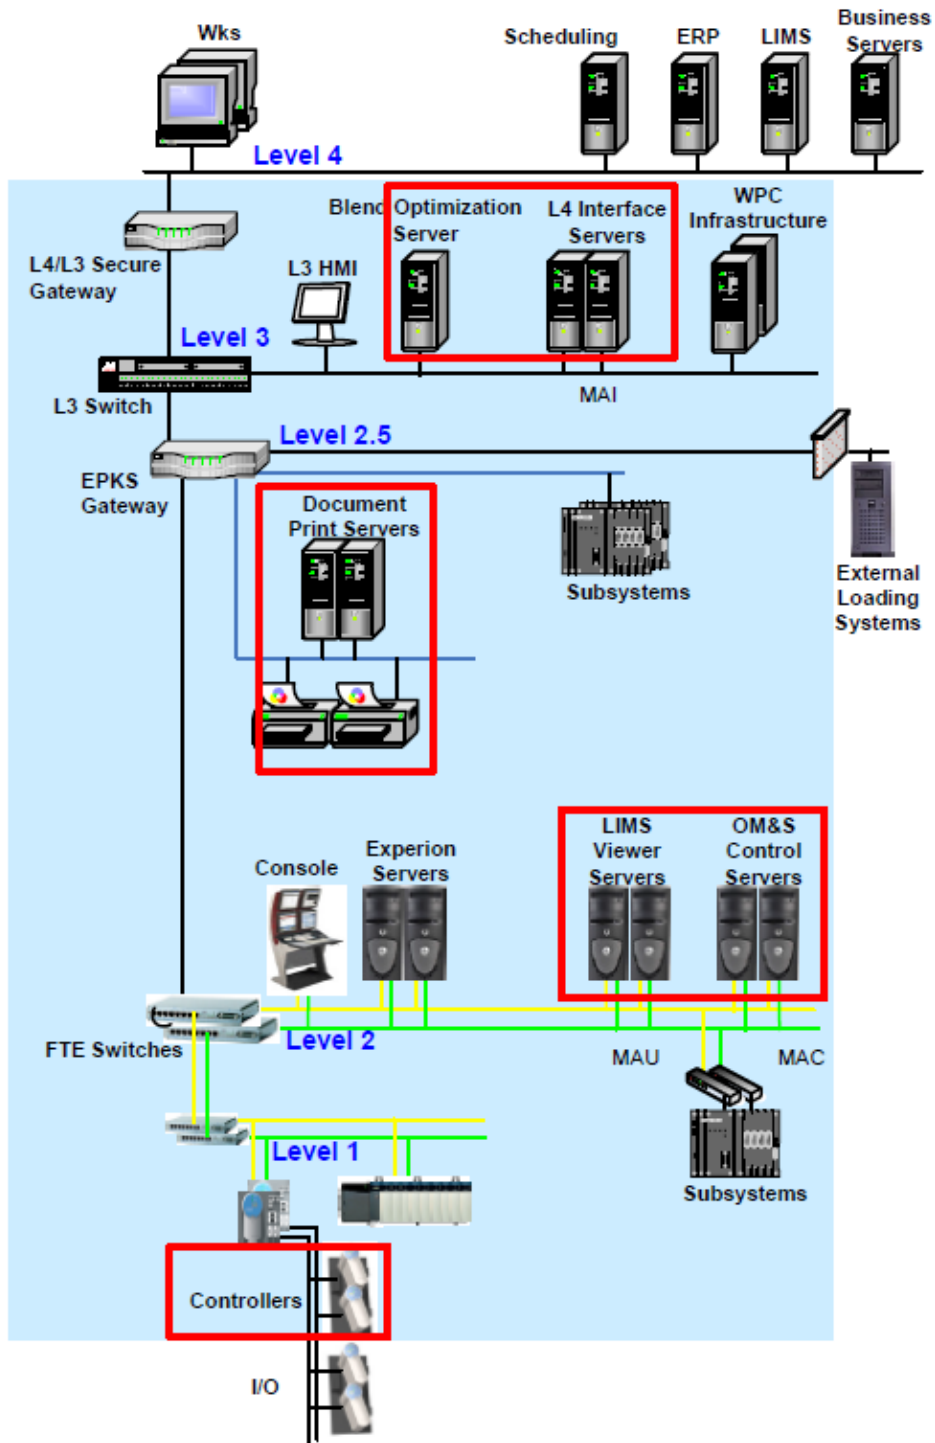 Wks
Scheduling
ERP
LIMS
Business
Servers
Level 4
Blend Optimization
Server
L4 Interface
Servers
WPC
Infrastructure
L4/L3 Secure
Gateway
L3 HMI
Level 3
L3 Switch
MAI
Level 2.5
EPKS
Gateway
Document
Print Servers
Subsystems
External
Loading
Systems
Console
Experion
Servers
LIMS
Viewer
Servers
OM&S
Control
Servers
FTE Switches
Level 2
MAU
MAC
Level 1
Subsystems
Controllers
I/O